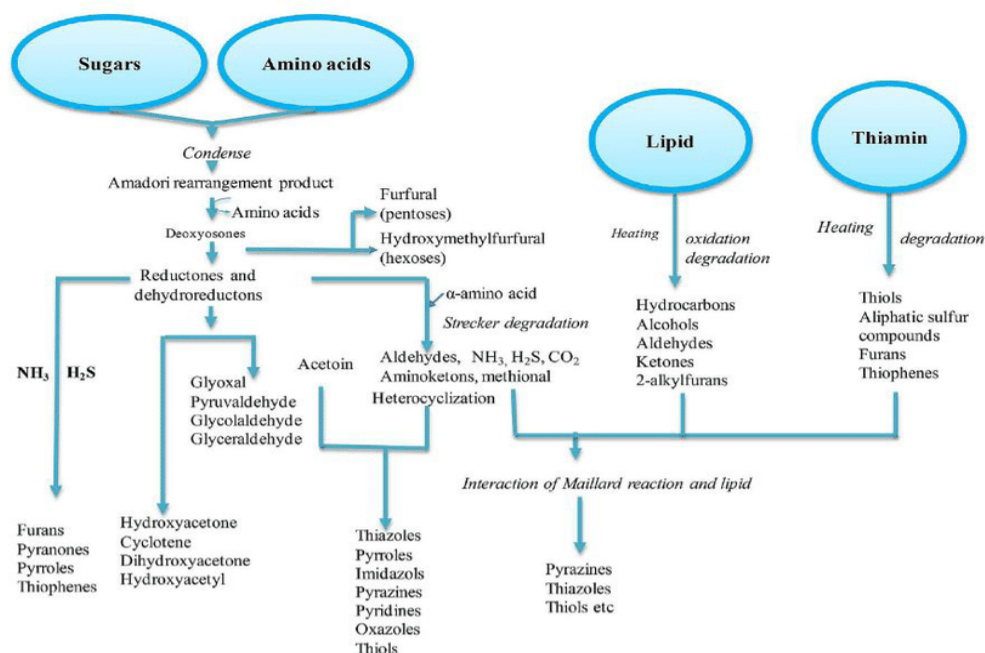 Sugars
Amino acids
Lipid
Thiamin
Condense
Amadori rearrangement product
Amino acids
Deoxyosones
Furfural
(pentoses)
Hydroxymethylfurfural
(hexoses)
Reductones and
dehydroreductons
α-amino acid
Strecker degradation
Heating
oxidation
degradation
Heating
degradation
NH₃
H₂S
Glyoxal
Pyruvaldehyde
Glycolaldehyde
Glyceraldehyde
Acetoin
Aldehydes, NH₃, H₂S, CO₂
Aminoketons, methional
Heterocyclization
Hydrocarbons
Alcohols
Aldehydes
Ketones
2-alkylfurans
Thiols
Aliphatic sulfur
compounds
Furans
Thiophenes
Interaction of Maillard reaction and lipid
Furans
Pyranones
Pyrroles
Thiophenes
Hydroxyacetone
Cyclotene
Dihydroxyacetone
Hydroxyacetyl
Thiazoles
Pyrroles
Imidazols
Pyrazines
Pyridines
Oxazoles
Thiols
Pyrazines
Thiazoles
Thiols etc